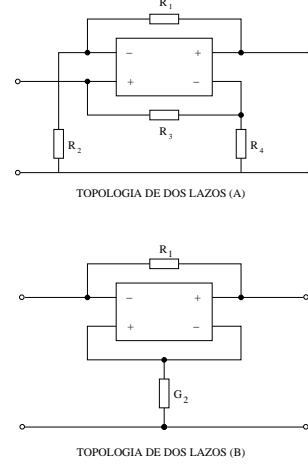 R1
− +
+ −
R3
R2 R4
TOPOLOGIA DE DOS LAZOS (A)
R1
− +
+ −
G2
TOPOLOGIA DE DOS LAZOS (B)